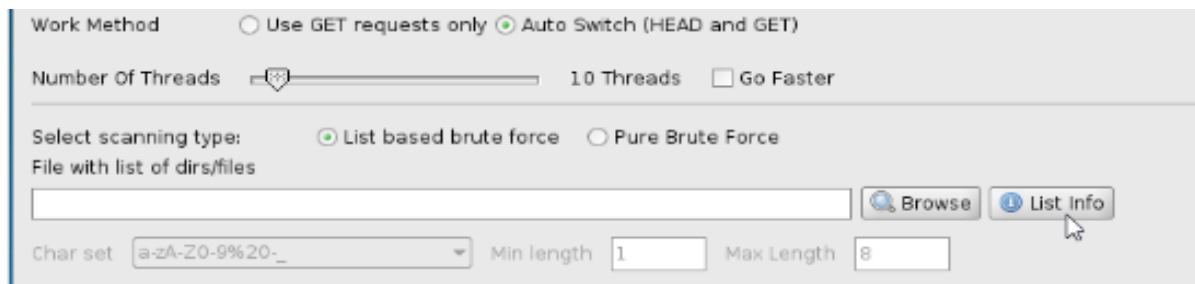 Work Method Use GET requests only Auto Switch (HEAD and GET)
Number Of Threads 10 Threads Go Faster
Select scanning type: List based brute force Pure Brute Force
File with list of dirs/files
Browse List Info
Char set a-zA-Z0-9%20-_ Min length 1 Max Length 8